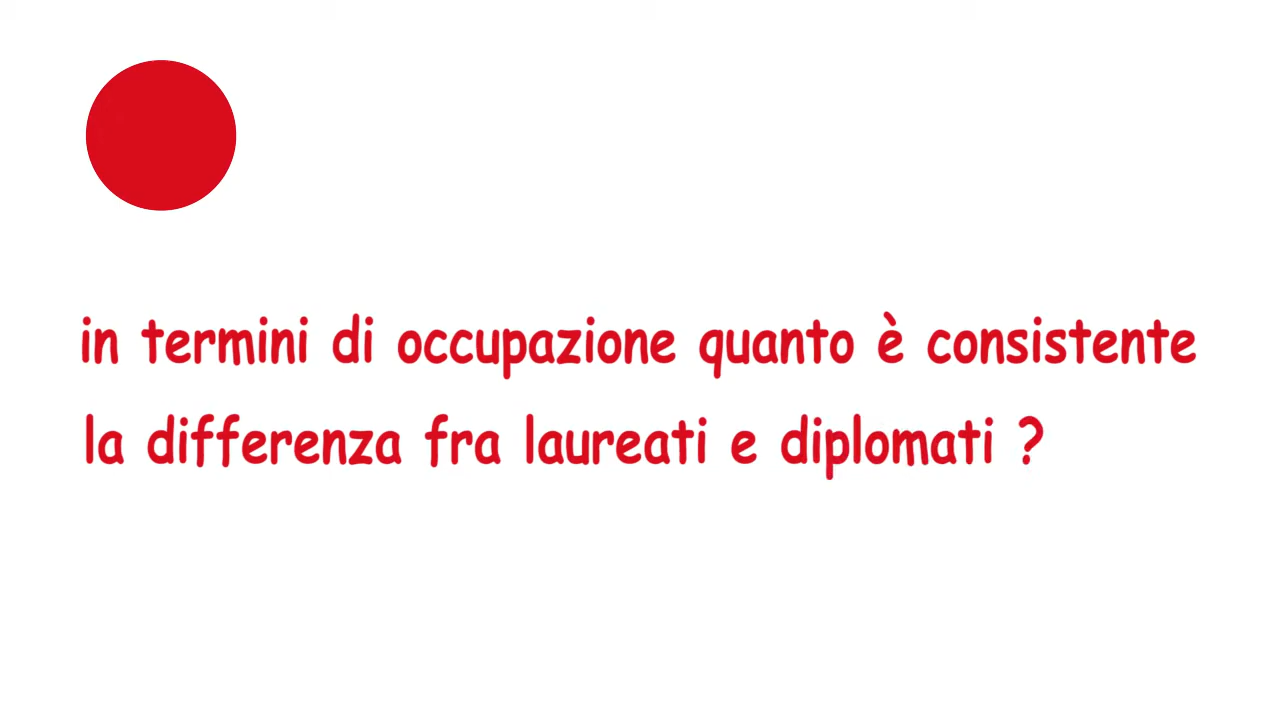 in termini di occupazione quanto è consistente
la differenza fra laureati e diplomati ?